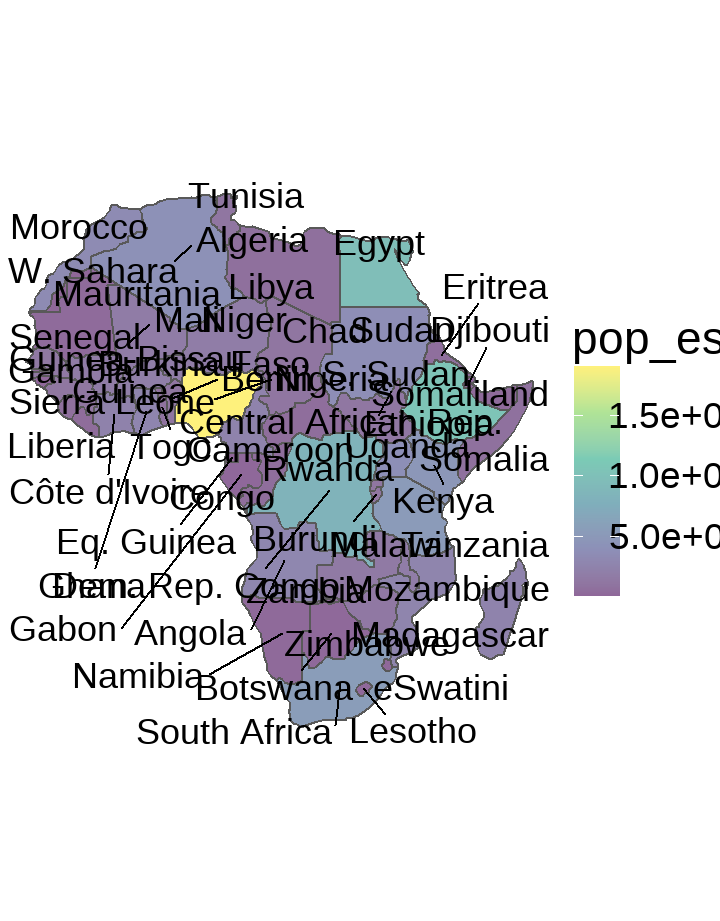 Tunisia
Morocco
Algeria
Egypt
W. Sahara
Libya
Eritrea
Mauritania
Mali
Niger
Chad
Sudan
Djibouti
Senegal
Guinea-Bissau
Burkina Faso
Gambia
Benin
Nigeria
S. Sudan
Guinea
Somaliland
Sierra Leone
Central African Rep.
Ethiopia
Liberia
Togo
Cameroon
Uganda
Rwanda
Somalia
Côte d'Ivoire
Congo
Kenya
Eq. Guinea
Burundi
Malawi
Tanzania
Ghana
Dem. Rep. Congo
Zambia
Mozambique
Gabon
Angola
Zimbabwe
Madagascar
Namibia
Botswana
eSwatini
South Africa
Lesotho
pop_es
1.5e+0
1.0e+0
5.0e+0